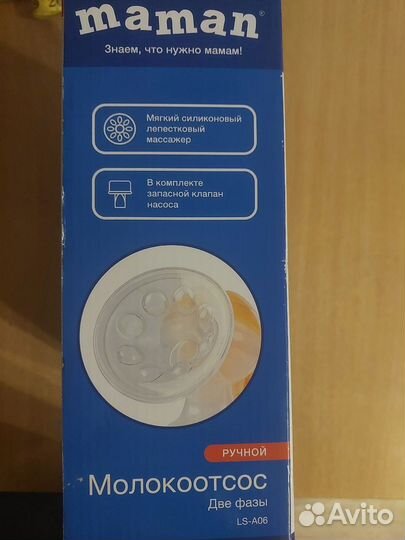 maman®
Знаем, что нужно мамам!
Мягкий силиконовый
лепестковый
массажер
В комплекте
запасной клапан
насоса
РУЧНОЙ
Молокоотсос
Две фазы
LS-A06
Avito